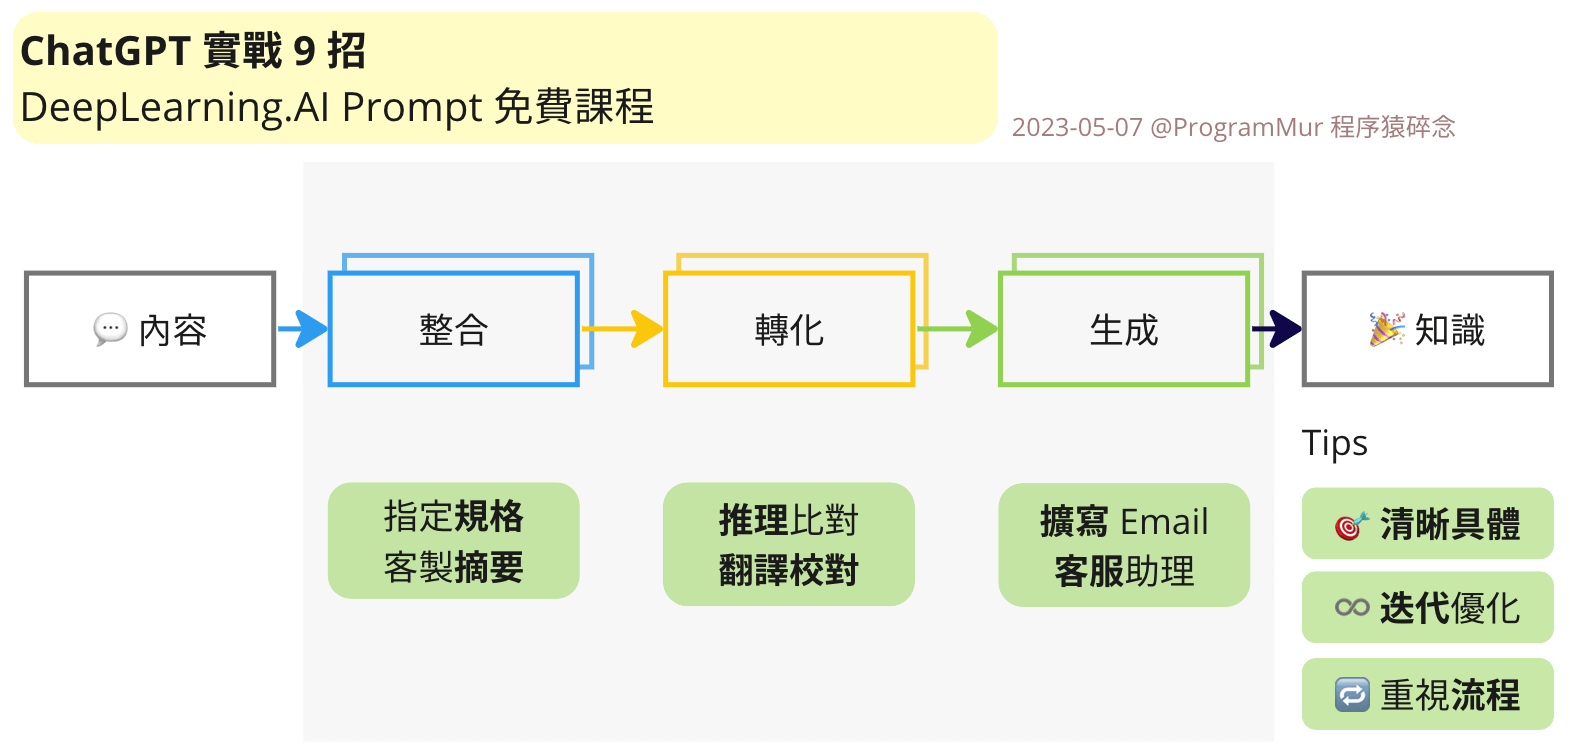 ChatGPT 實戰 9 招
DeepLearning.AI Prompt 免費課程
2023-05-07 @ProgramMur 程序猿碎念
💬 內容
整合
轉化
生成
🎉 知識
指定規格
客製摘要
推理比對
翻譯校對
擴寫 Email
客服助理
Tips
🎯 清晰具體
♾ 迭代優化
🔁 重視流程